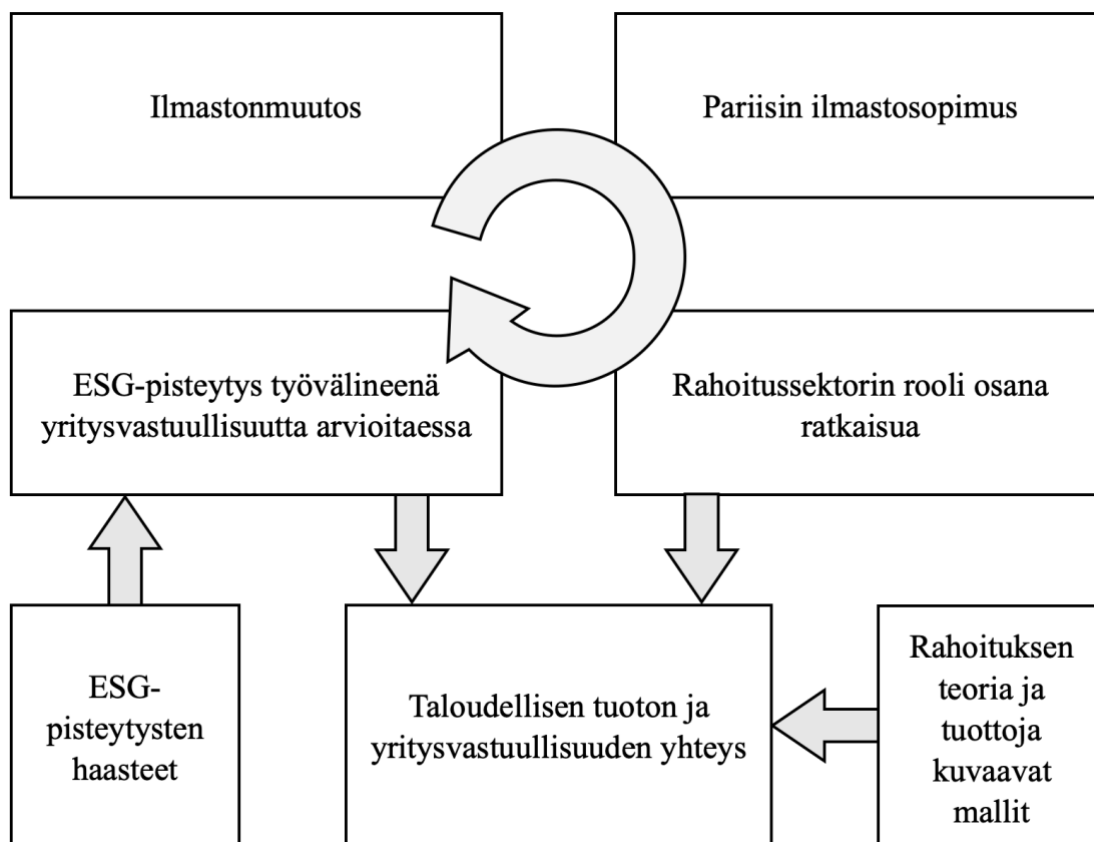 Ilmastonmuutos
Pariisin ilmastosopimus
ESG-pisteytys työvälineenä
yritysvastuullisuutta arvioitaessa
Rahoitussektorin rooli osana
ratkaisua
ESG-
pisteytysten
haasteet
Taloudellisen tuoton ja
yritysvastuullisuuden yhteys
Rahoituksen
teoria ja
tuottoja
kuvaavat
mallit